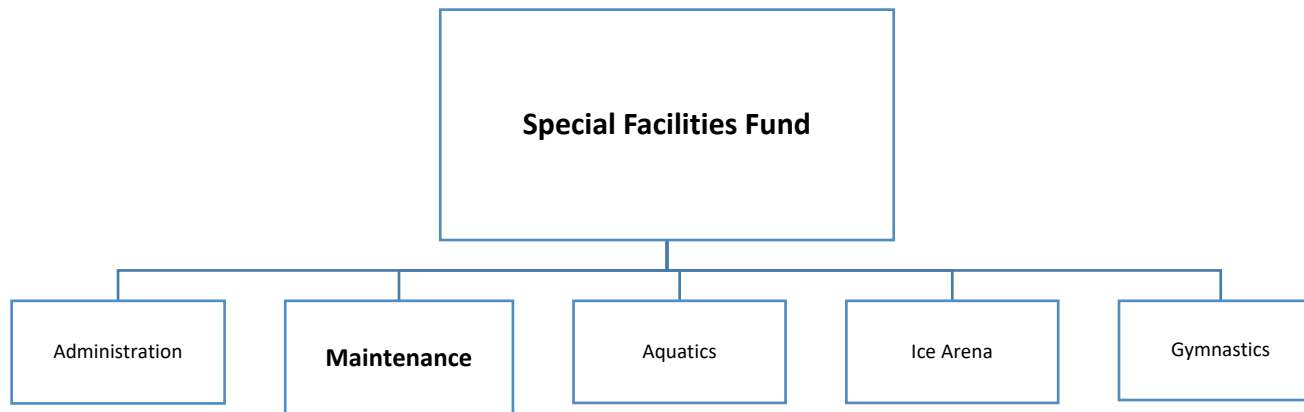 Special Facilities Fund
Administration
Maintenance
Aquatics
Ice Arena
Gymnastics